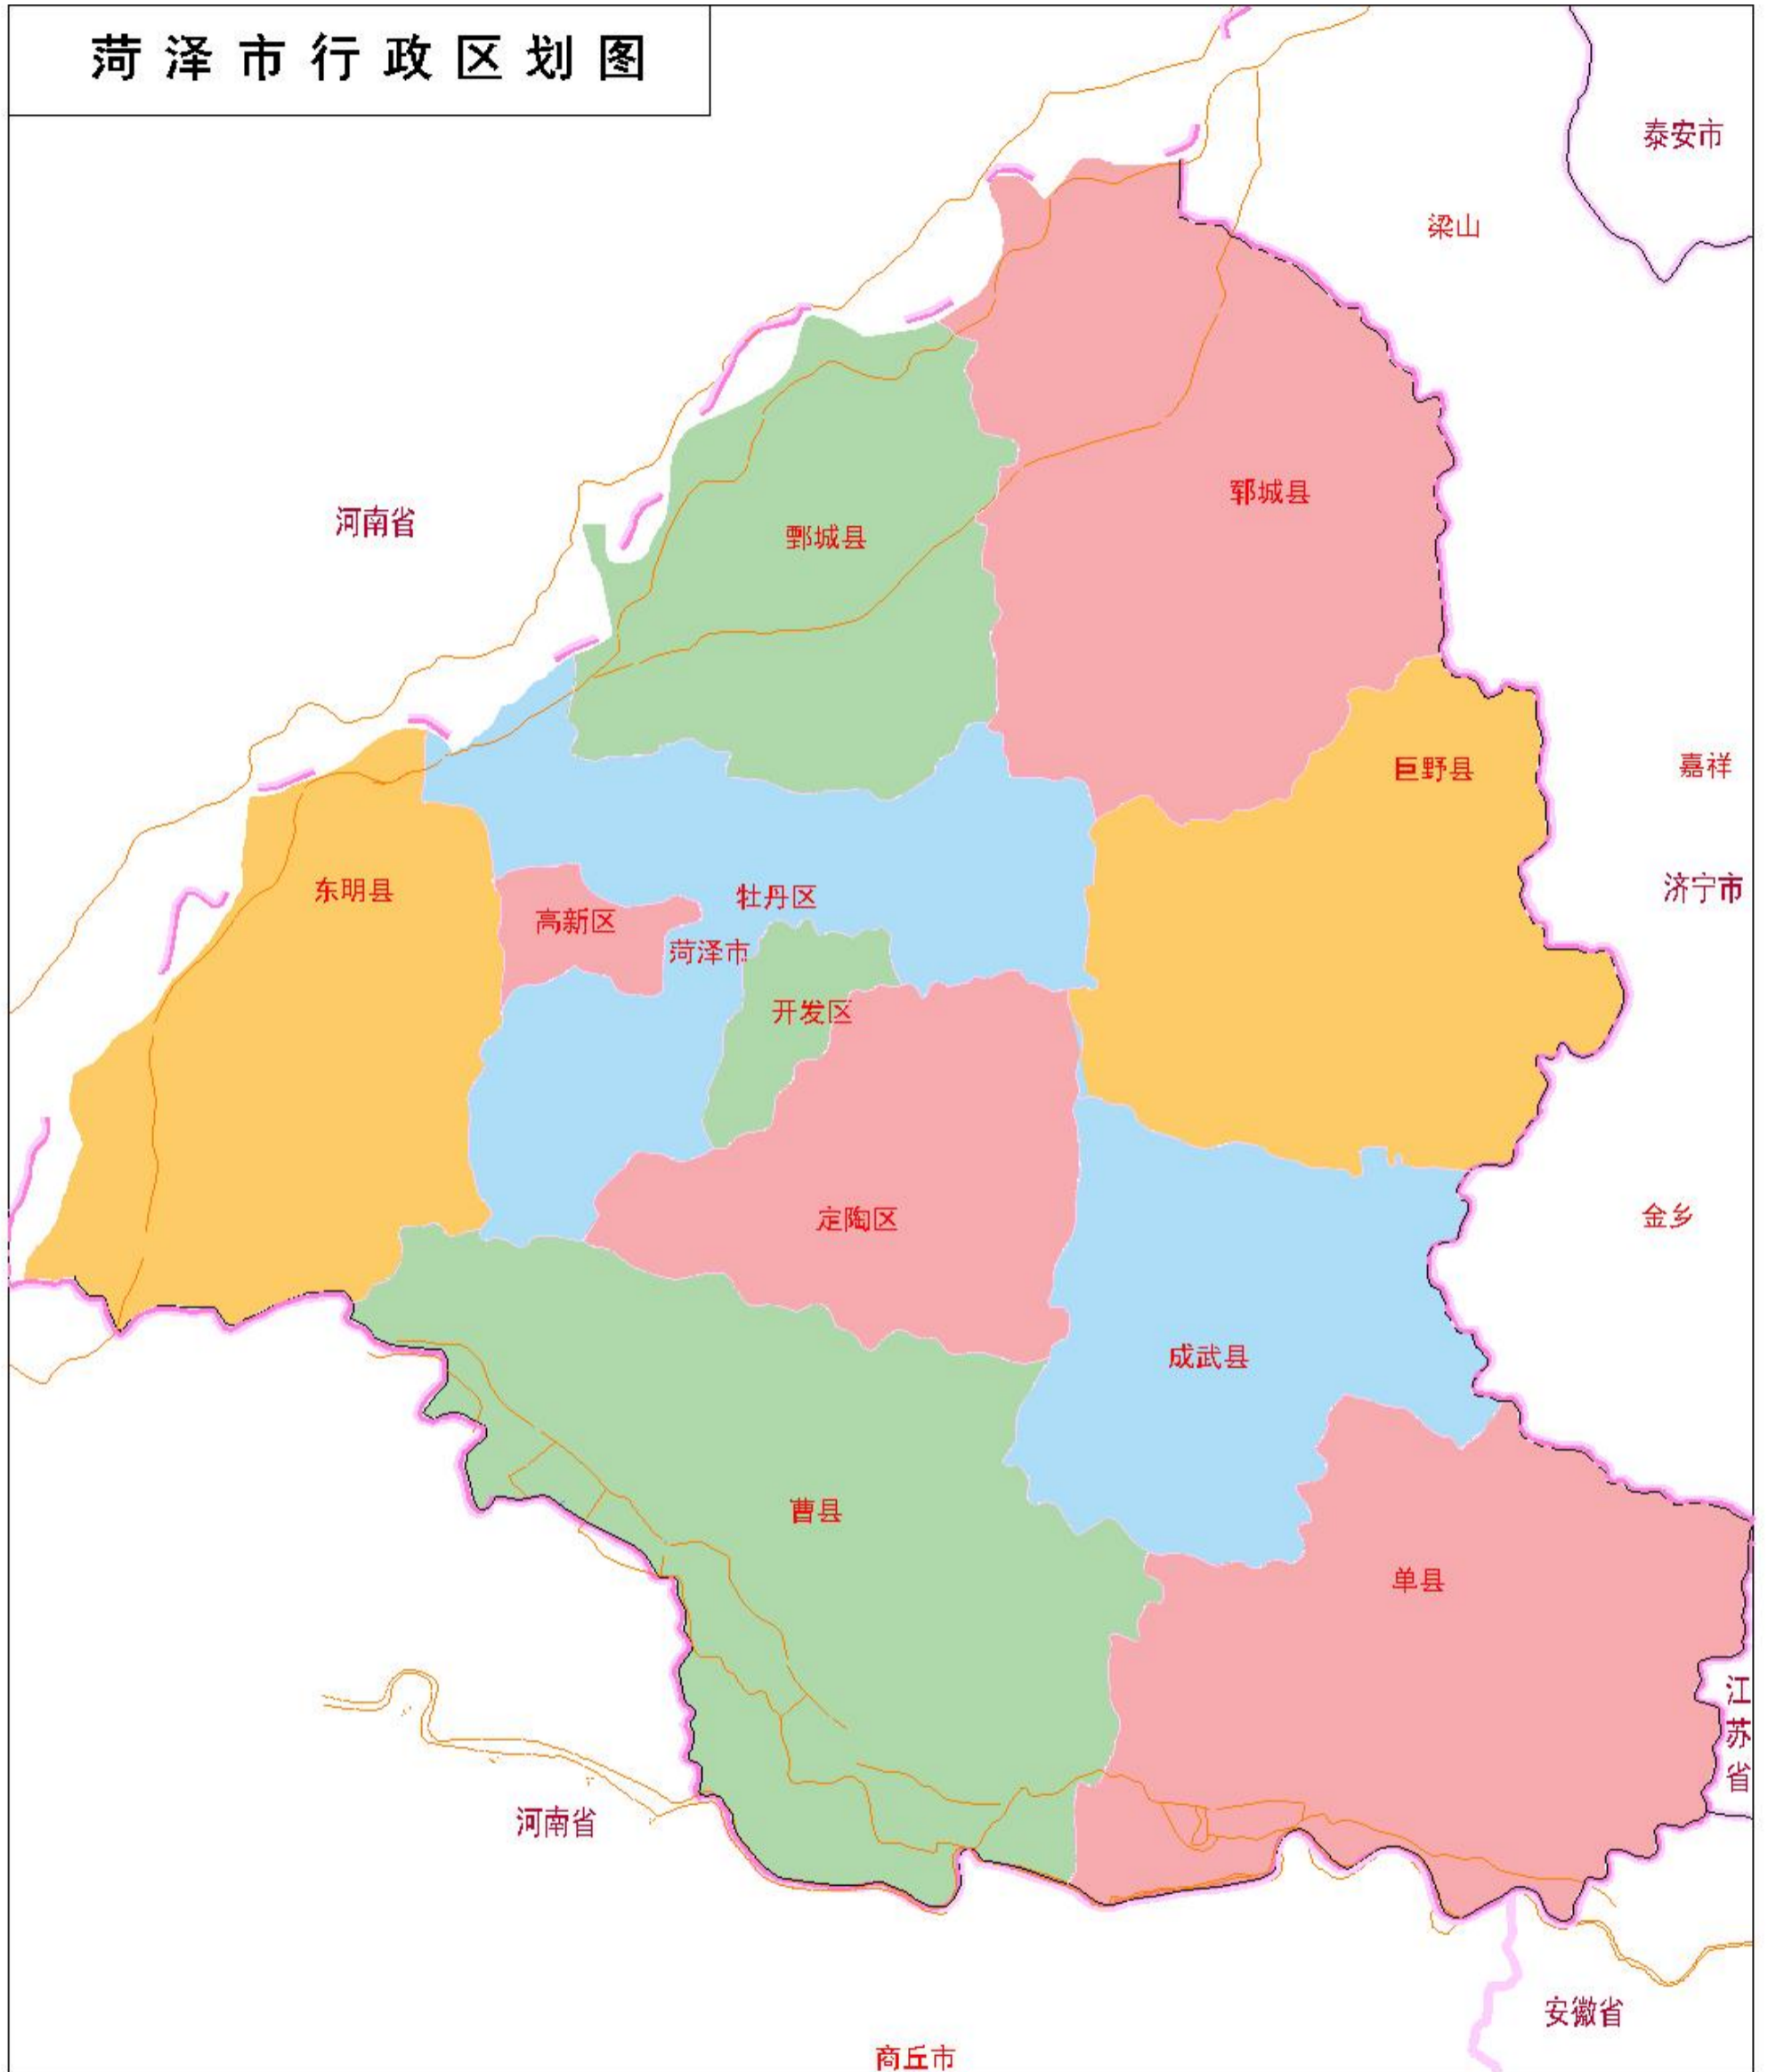 菏泽市行政区划图
泰安市
梁山
郓城县
河南省
鄄城县
巨野县
嘉祥
东明县
济宁市
牡丹区
高新区
菏泽市
开发区
定陶区
金乡
成武县
曹县
单县
江苏省
河南省
安徽省
商丘市